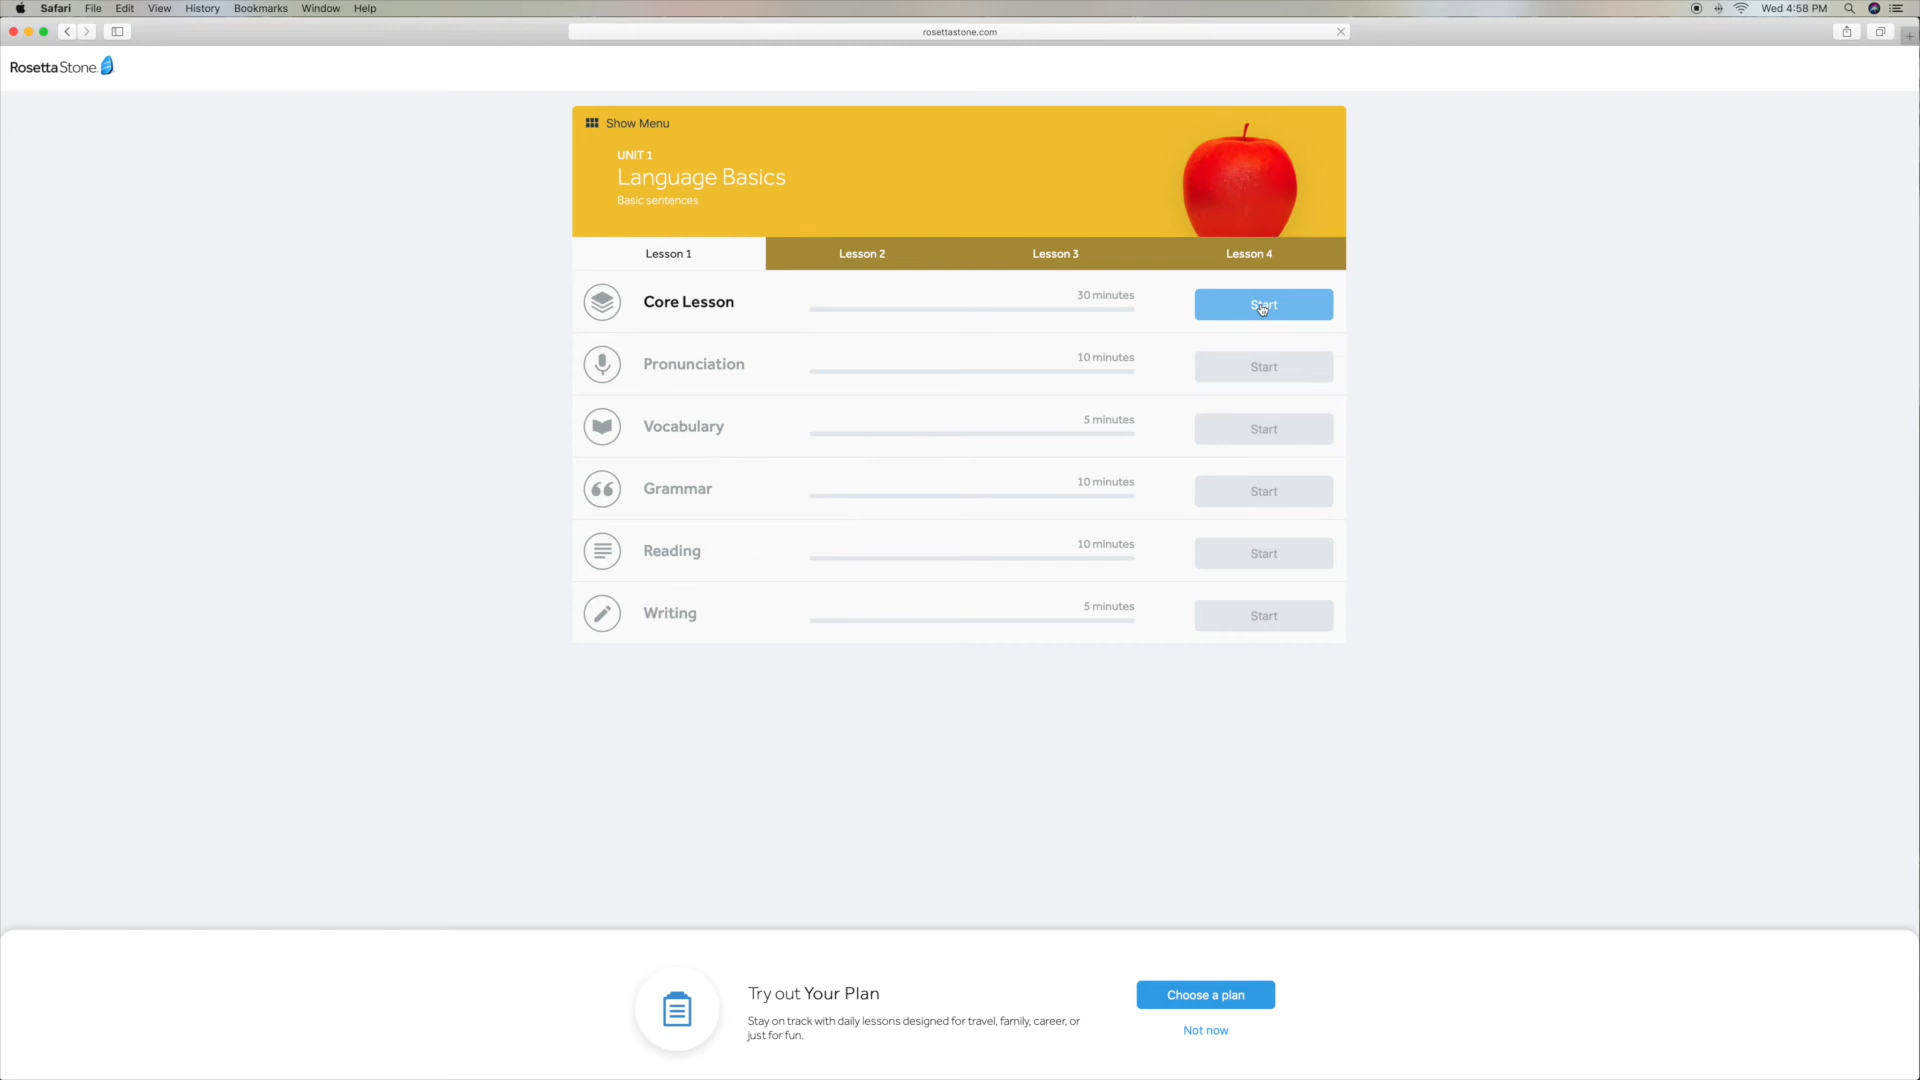 Safari File Edit View History Bookmarks Window Help Wed 4:58 PM
rosettastone.com
RosettaStone
Show Menu
UNIT 1
Language Basics
Basic sentences
Lesson 1 Lesson 2 Lesson 3 Lesson 4
Core Lesson 30 minutes Start
Pronunciation 10 minutes Start
Vocabulary 5 minutes Start
Grammar 10 minutes Start
Reading 10 minutes Start
Writing 5 minutes Start
Try out Your Plan
Stay on track with daily lessons designed for travel, family, career, or
just for fun.
Choose a plan
Not now